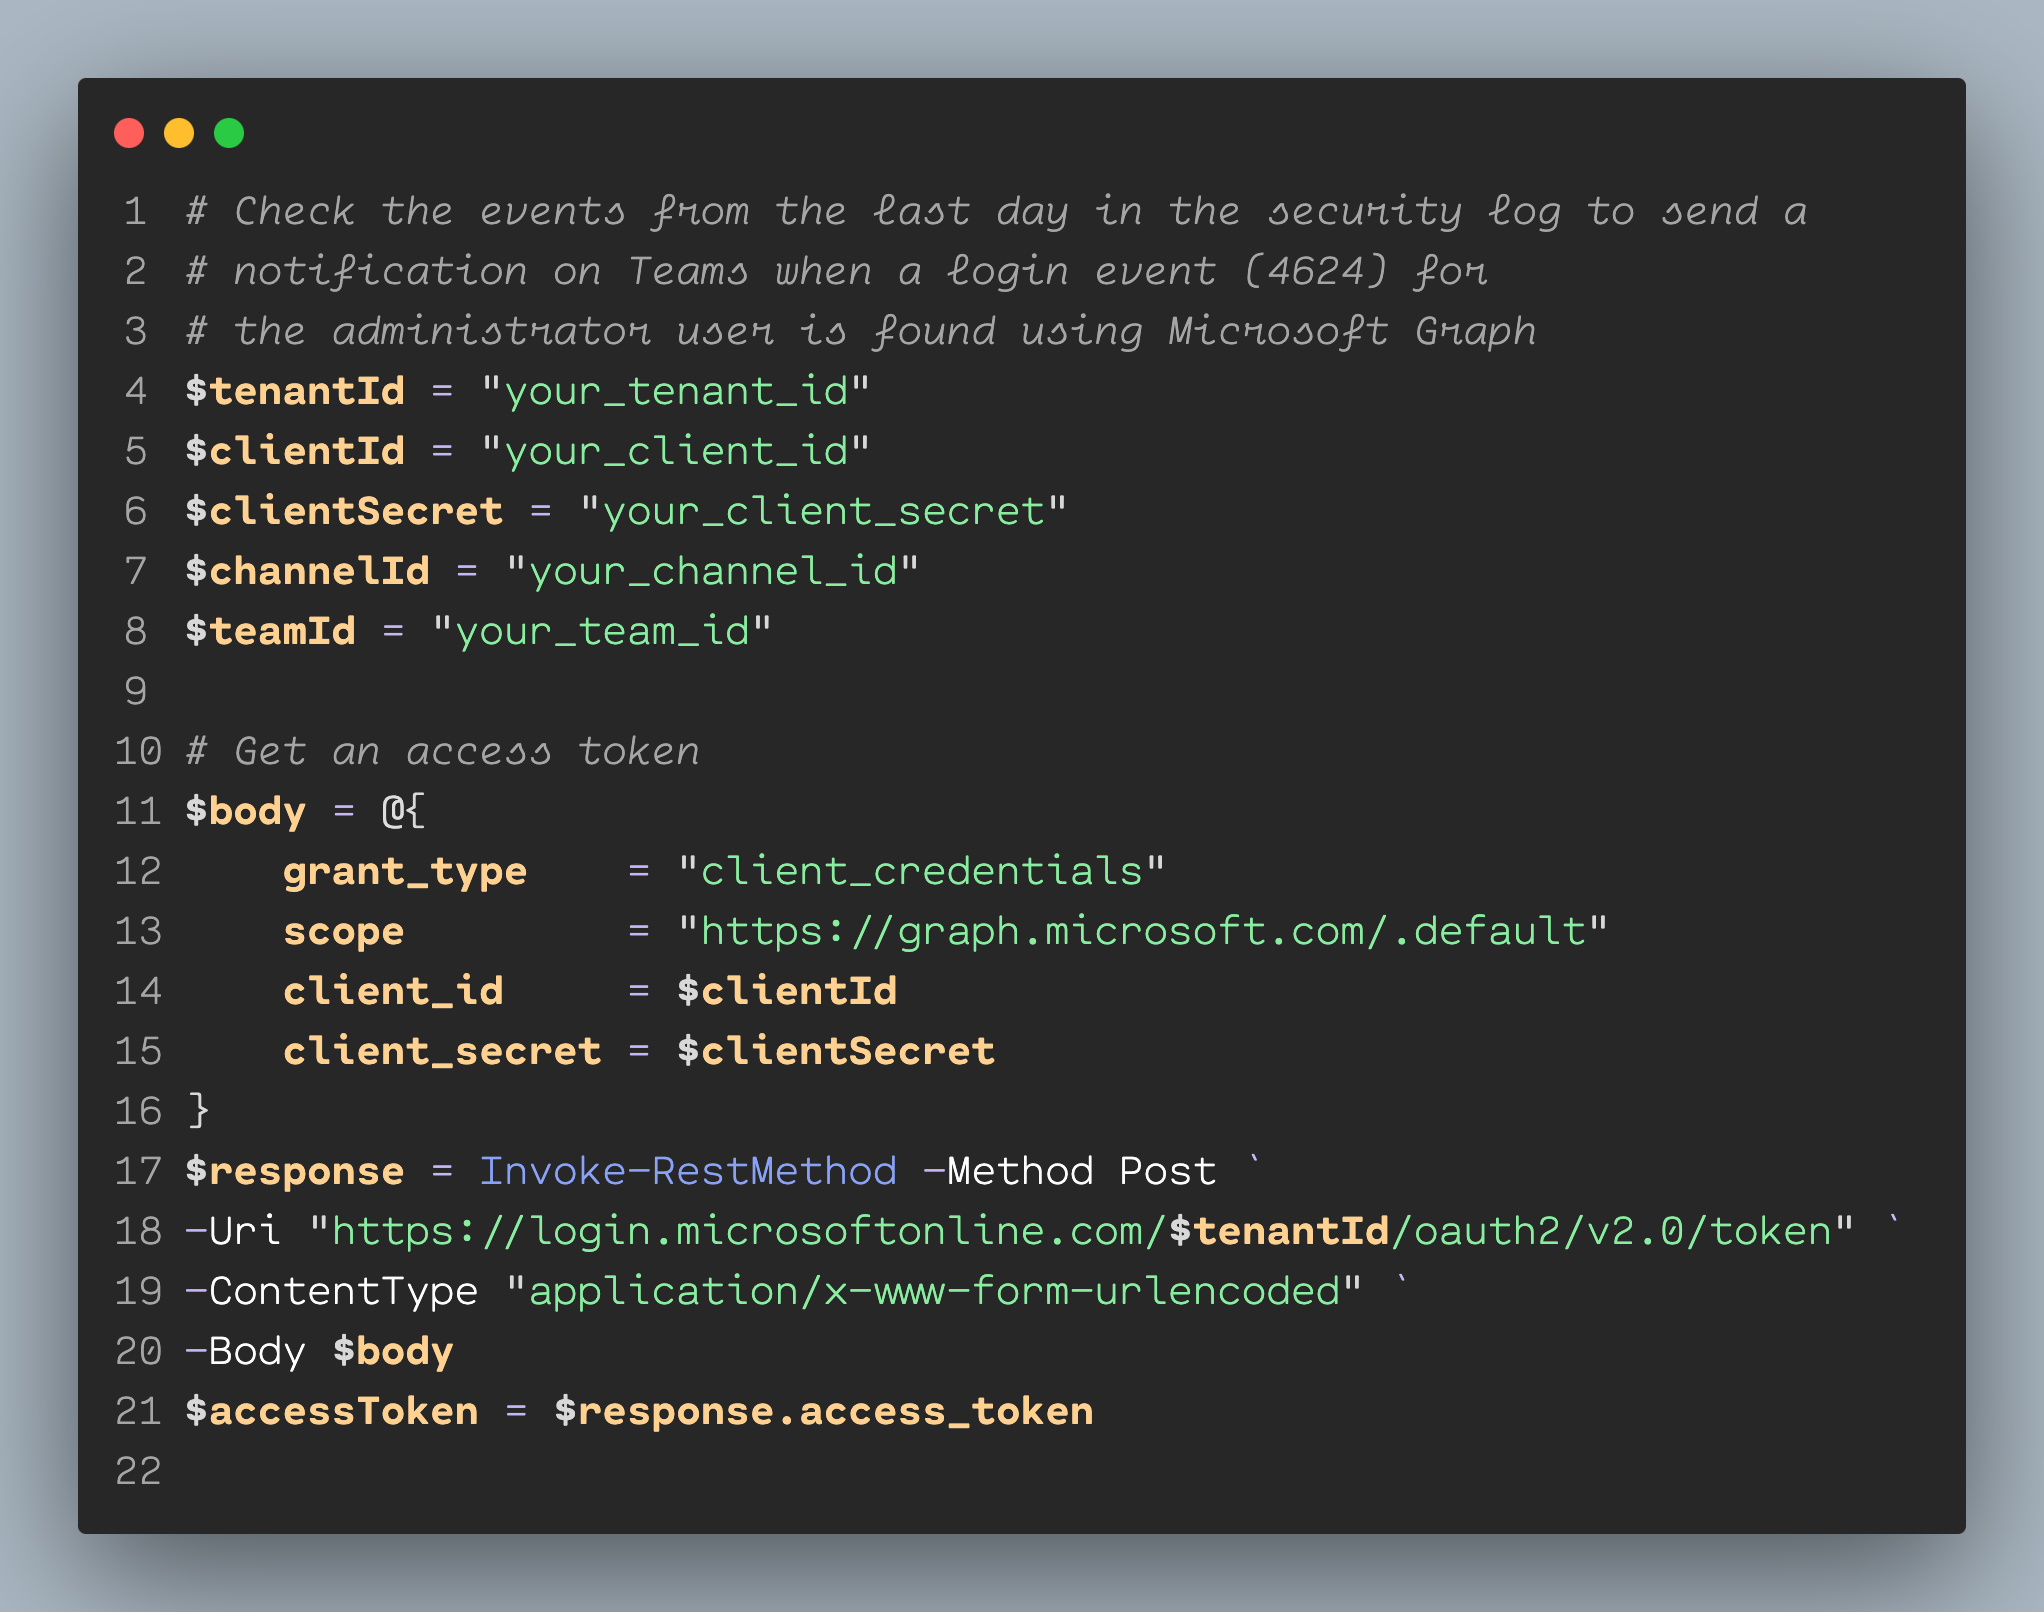 1 # Check the events from the last day in the security log to send a
2 # notification on Teams when a login event (4624) for
3 # the administrator user is found using Microsoft Graph
4 $tenantId = "your_tenant_id"
5 $clientId = "your_client_id"
6 $clientSecret = "your_client_secret"
7 $channelId = "your_channel_id"
8 $teamId = "your_team_id"
9
10 # Get an access token
11 $body = @{
12     grant_type    = "client_credentials"
13     scope         = "https://graph.microsoft.com/.default"
14     client_id     = $clientId
15     client_secret = $clientSecret
16 }
17 $response = Invoke-RestMethod -Method Post `
18 -Uri "https://login.microsoftonline.com/$tenantId/oauth2/v2.0/token" `
19 -ContentType "application/x-www-form-urlencoded" `
20 -Body $body
21 $accessToken = $response.access_token
22